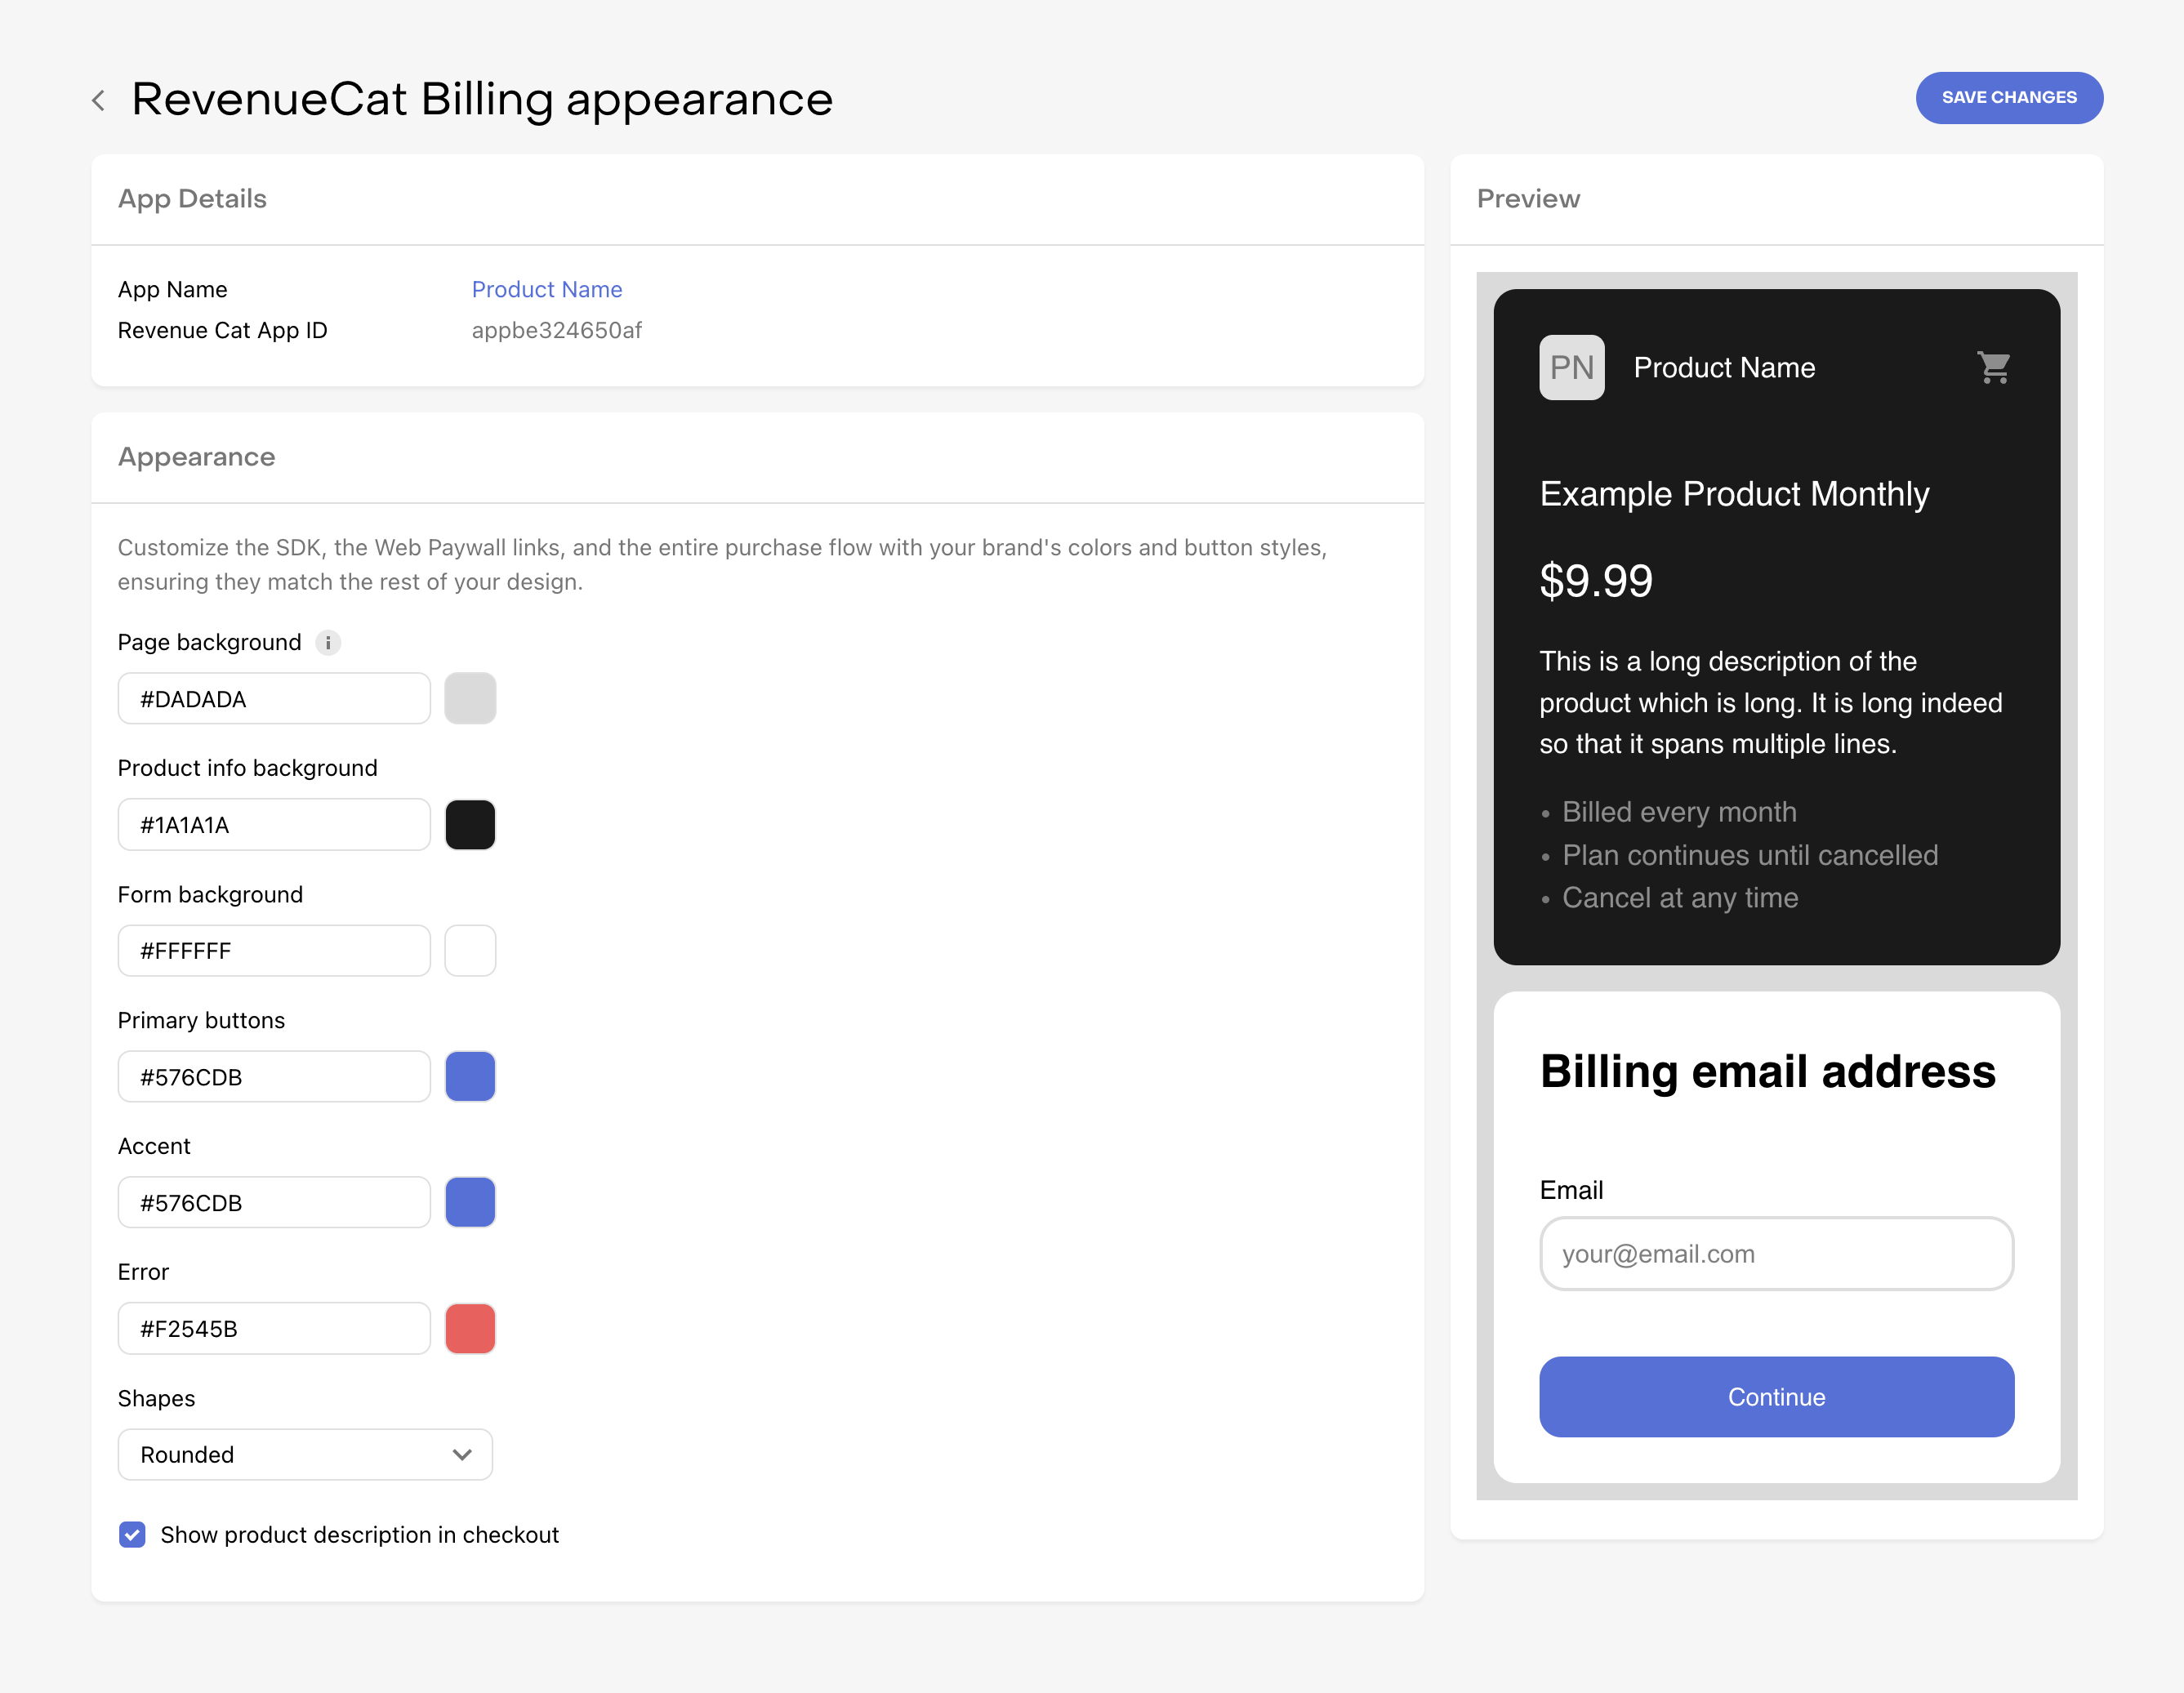 RevenueCat Billing appearance
SAVE CHANGES
App Details
App Name
Product Name
Revenue Cat App ID
appbe324650af
Appearance
Customize the SDK, the Web Paywall links, and the entire purchase flow with your brand's colors and button styles,
ensuring they match the rest of your design.
Page background
i
#DADADA
Product info background
#1A1A1A
Form background
#FFFFFF
Primary buttons
#576CDB
Accent
#576CDB
Error
#F2545B
Shapes
Rounded
Show product description in checkout
Preview
PN
Product Name
Example Product Monthly
$9.99
This is a long description of the
product which is long. It is long indeed
so that it spans multiple lines.
• Billed every month
• Plan continues until cancelled
• Cancel at any time
Billing email address
Email
your@email.com
Continue